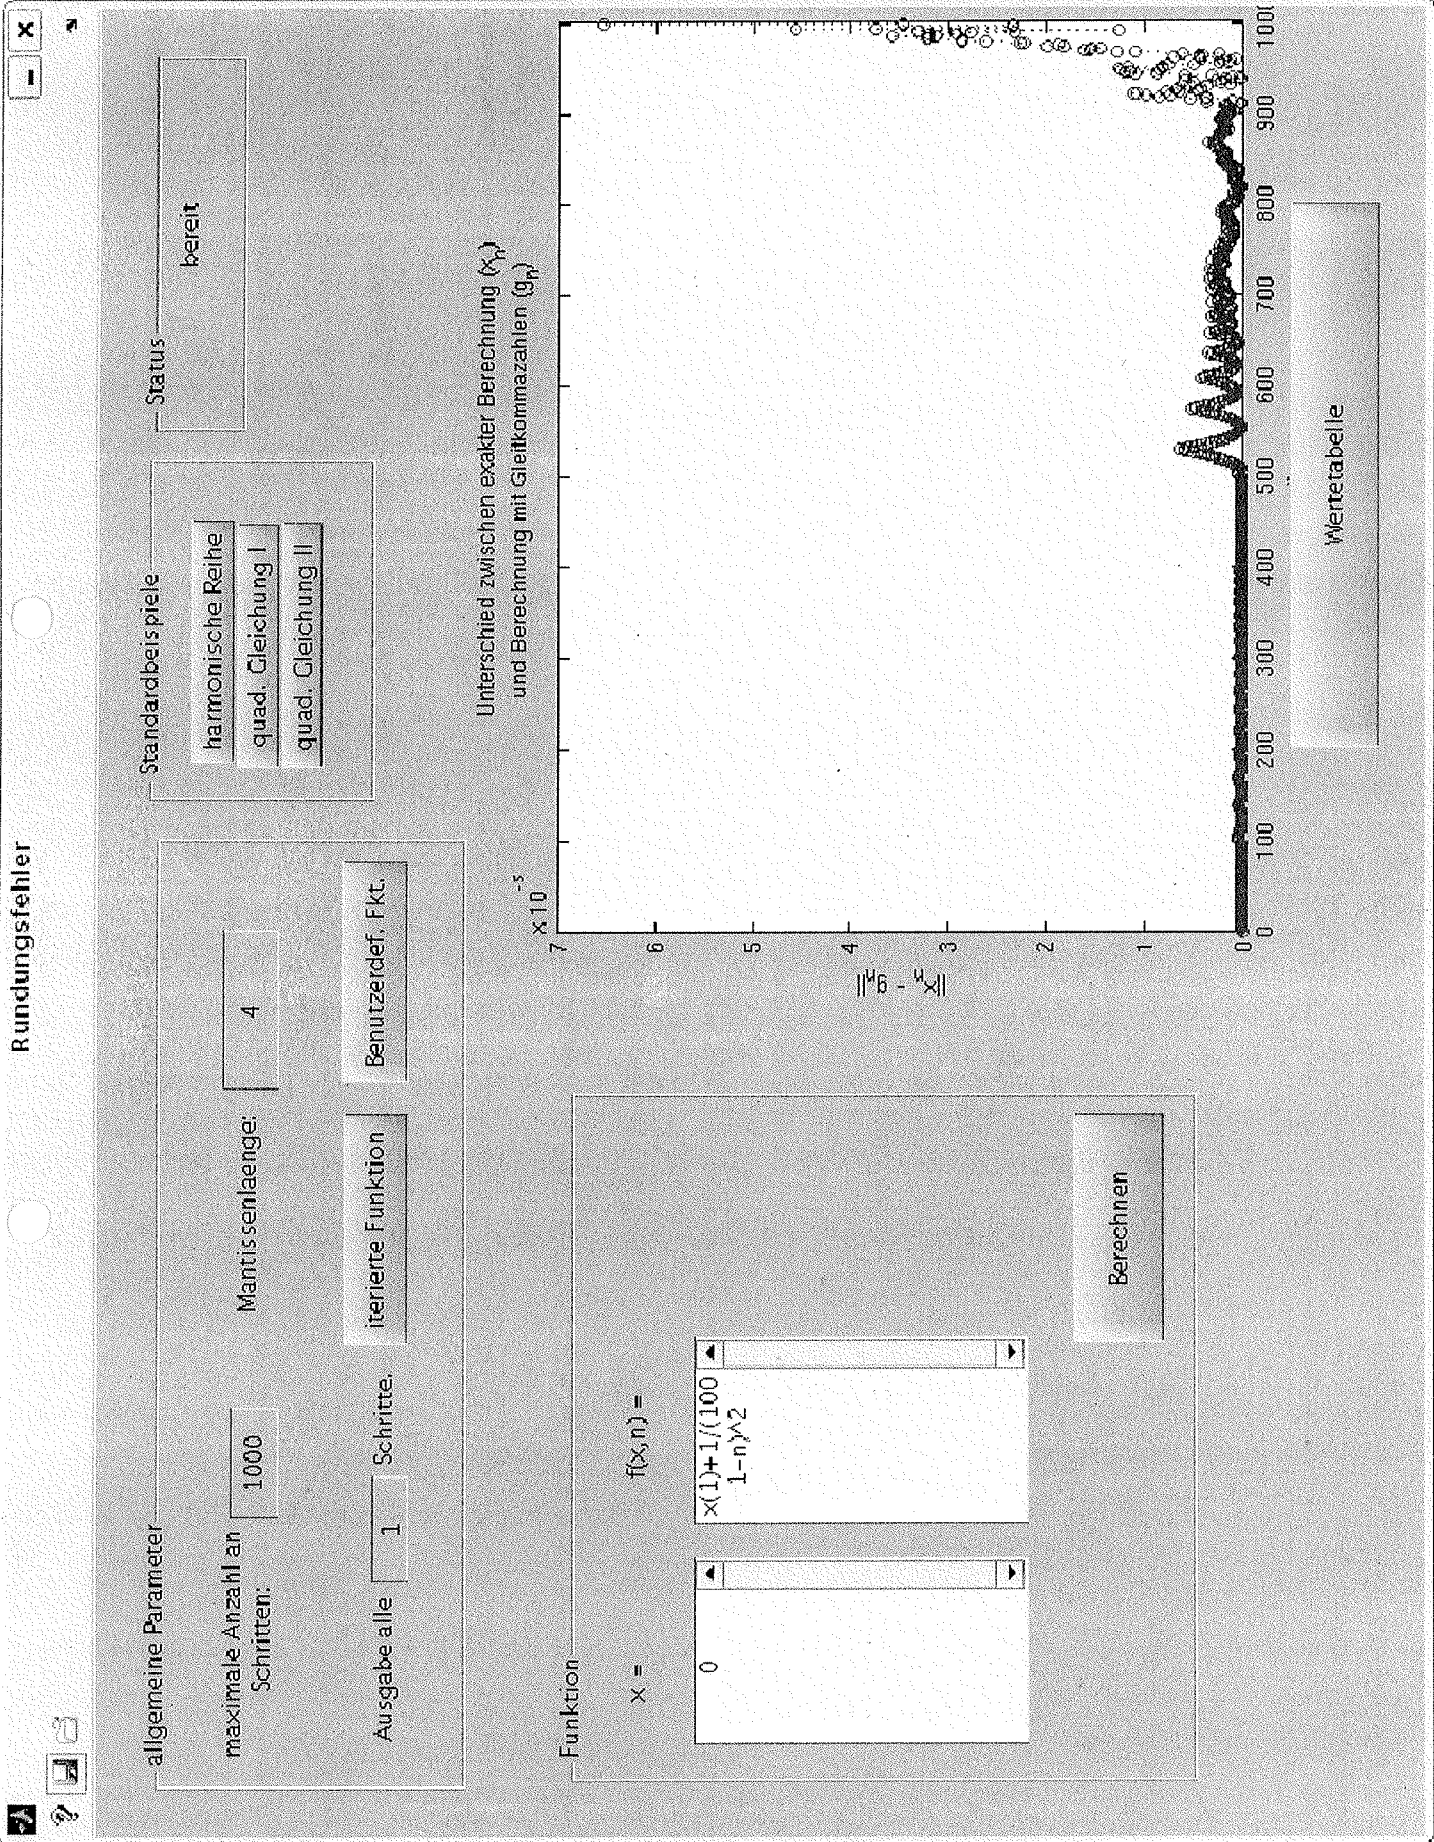 Rundungsfehler
allgemeine Parameter
maximale Anzahl an
Schritten:
1000
Mantissenlaenge:
4
Ausgabe alle
1
Schritte.
iterierte Funktion
Benutzerdef. Fkt.
Standardbeispiele
harmonische Reihe
quad. Gleichung I
quad. Gleichung II
Status
bereit
Funktion
x =
f(x,n) =
0
x(1)+1/(100
1-n)^2
Berechnen
Unterschied zwischen exakter Berechnung (x_n)
und Berechnung mit Gleitkommazahlen (g_n)
x 10^-5
7
6
5
4
3
2
1
0
||x_n - g_n||
0 100 200 300 400 500 600 700 800 900 100
Wertetabelle